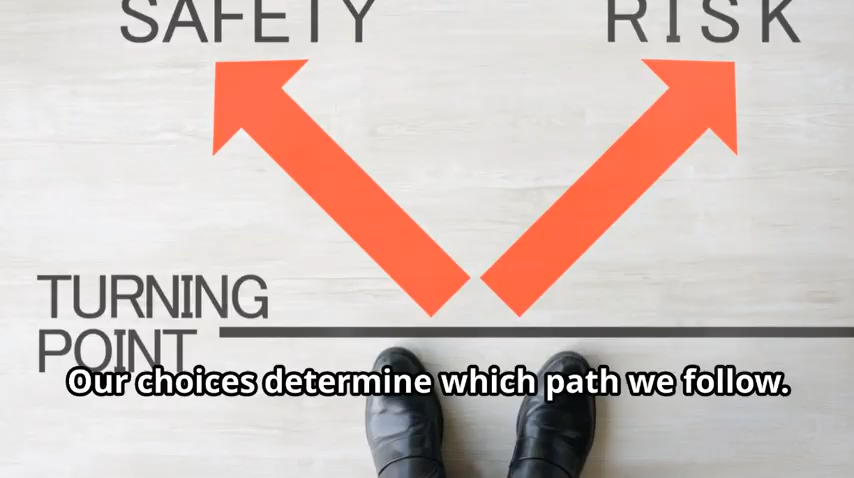 SAFETY
RISK
TURNING
POINT
Our choices determine which path we follow.